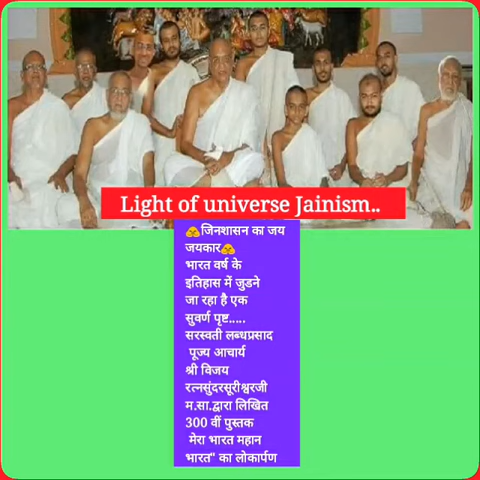 Light of universe Jainism..
🙏जिनशासन का जय
जयकार🙏
भारत वर्ष के
इतिहास में जुडने
जा रहा है एक
सुवर्ण पृष्ट.....
सरस्वती लब्धप्रसाद
पूज्य आचार्य
श्री विजय
रत्नसुंदरसूरीश्वरजी
म.सा.द्वारा लिखित
300 वीं पुस्तक
मेरा भारत महान
भारत" का लोकार्पण